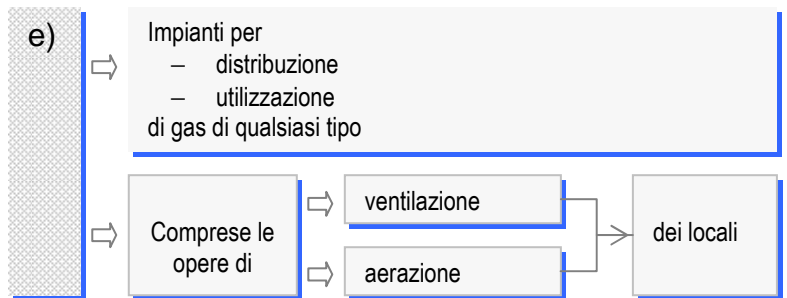 e)
Impianti per
– distribuzione
– utilizzazione
di gas di qualsiasi tipo
Comprese le
opere di
ventilazione
aerazione
dei locali